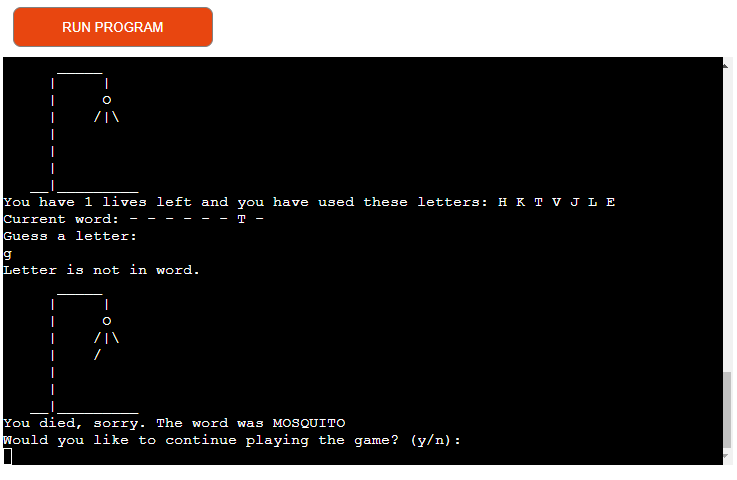 RUN PROGRAM
______
|     |
|     O
|    /|\
|
|
|
__|_________
You have 1 lives left and you have used these letters: H K T V J L E
Current word: - - - - - - T -
Guess a letter:
g
Letter is not in word.
______
|     |
|     O
|    /|\
|    /
|
|
__|_________
You died, sorry. The word was MOSQUITO
Would you like to continue playing the game? (y/n):